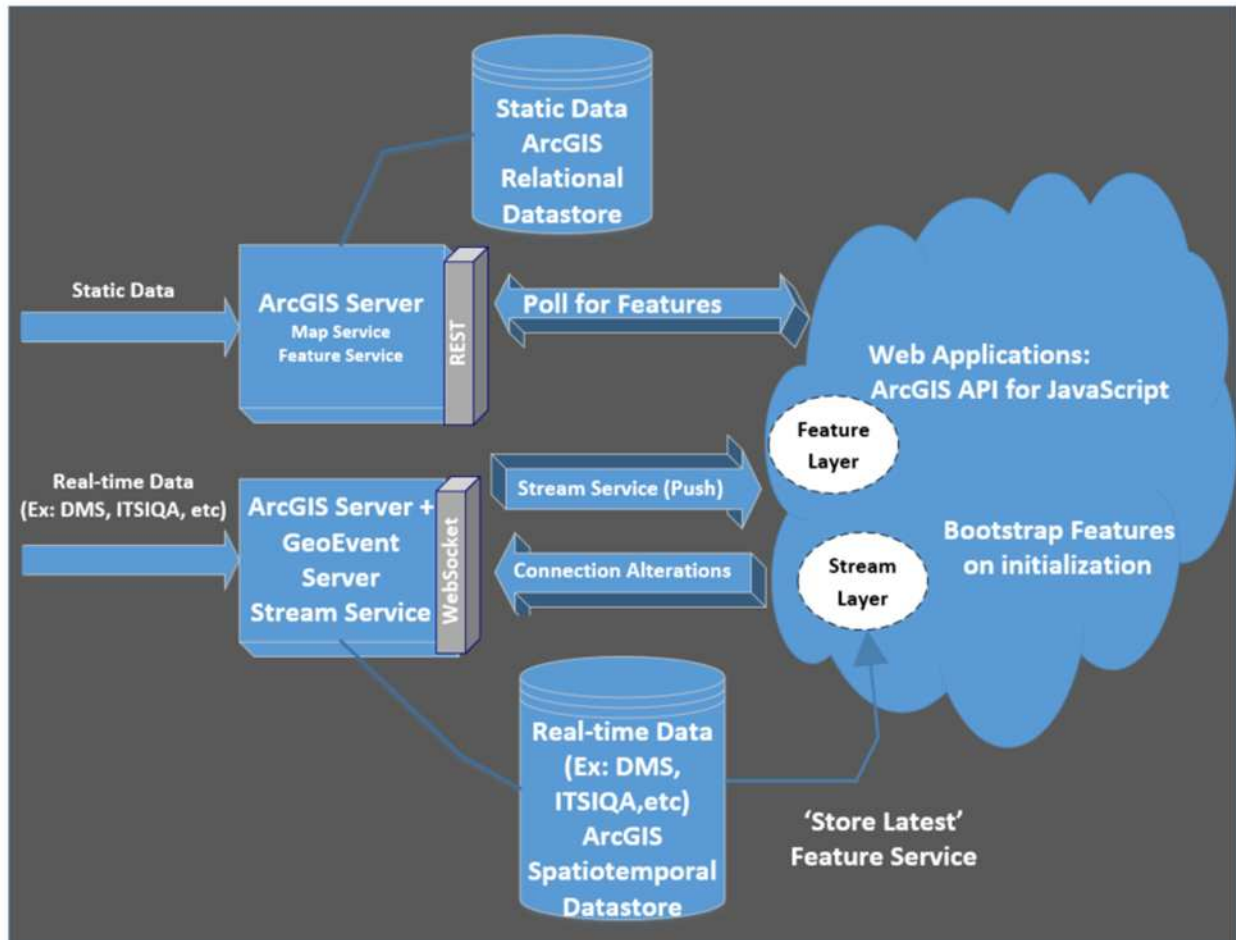 Static Data
ArcGIS
Relational
Datastore
Static Data
ArcGIS Server
Map Service
Feature Service
REST
Poll for Features
Web Applications:
ArcGIS API for JavaScript
Feature
Layer
Real-time Data
(Ex: DMS, ITSIQA, etc)
ArcGIS Server +
GeoEvent
Server
Stream Service
WebSocket
Stream Service (Push)
Connection Alterations
Bootstrap Features
on initialization
Stream
Layer
Real-time Data
(Ex: DMS,
ITSIQA,etc)
ArcGIS
Spatiotemporal
Datastore
‘Store Latest’
Feature Service